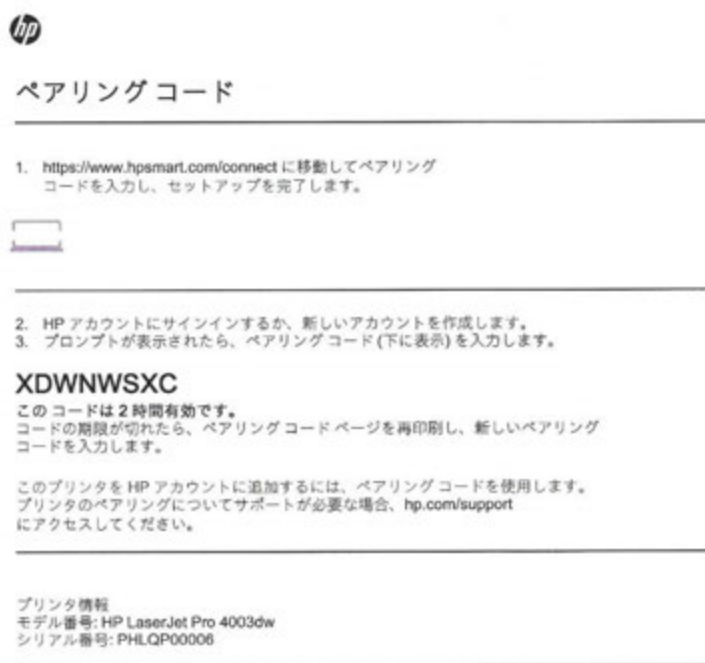 hp
ペアリング コード
1. https://www.hpsmart.com/connect に移動してペアリング
コードを入力し、セットアップを完了します。
2. HP アカウントにサインインするか、新しいアカウントを作成します。
3. プロンプトが表示されたら、ペアリング コード (下に表示) を入力します。
XDWNWSXC
この コードは 2 時間有効です。
コードの期限が切れたら、ペアリング コード ページを再印刷し、新しいペアリング
コードを入力します。
このプリンタを HP アカウントに追加するには、ペアリング コードを使用します。
プリンタのペアリングについてサポートが必要な場合、hp.com/support
にアクセスしてください。
プリンタ情報
モデル番号: HP LaserJet Pro 4003dw
シリアル番号: PHLQP00006